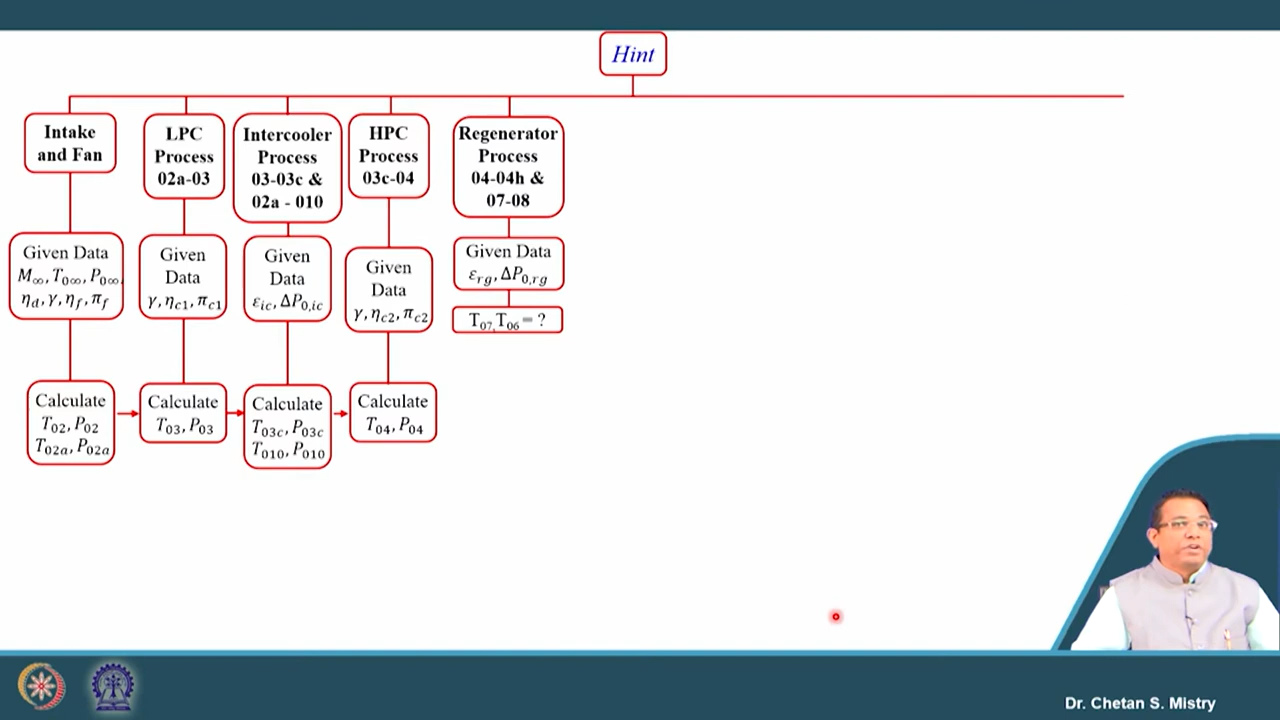 Hint
Intake
and Fan
LPC
Process
02a-03
Intercooler
Process
03-03c &
02a - 010
HPC
Process
03c-04
Regenerator
Process
04-04h &
07-08
Given Data
M∞, T0∞, P0∞,
ηd, γ, ηf, πf
Given
Data
γ, ηc1, πc1
Given
Data
εic, ΔP0,ic
Given
Data
γ, ηc2, πc2
Given Data
εrg, ΔP0,rg
T07, T06 = ?
Calculate
T02, P02
T02a, P02a
Calculate
T03, P03
Calculate
T03c, P03c
T010, P010
Calculate
T04, P04
Dr. Chetan S. Mistry